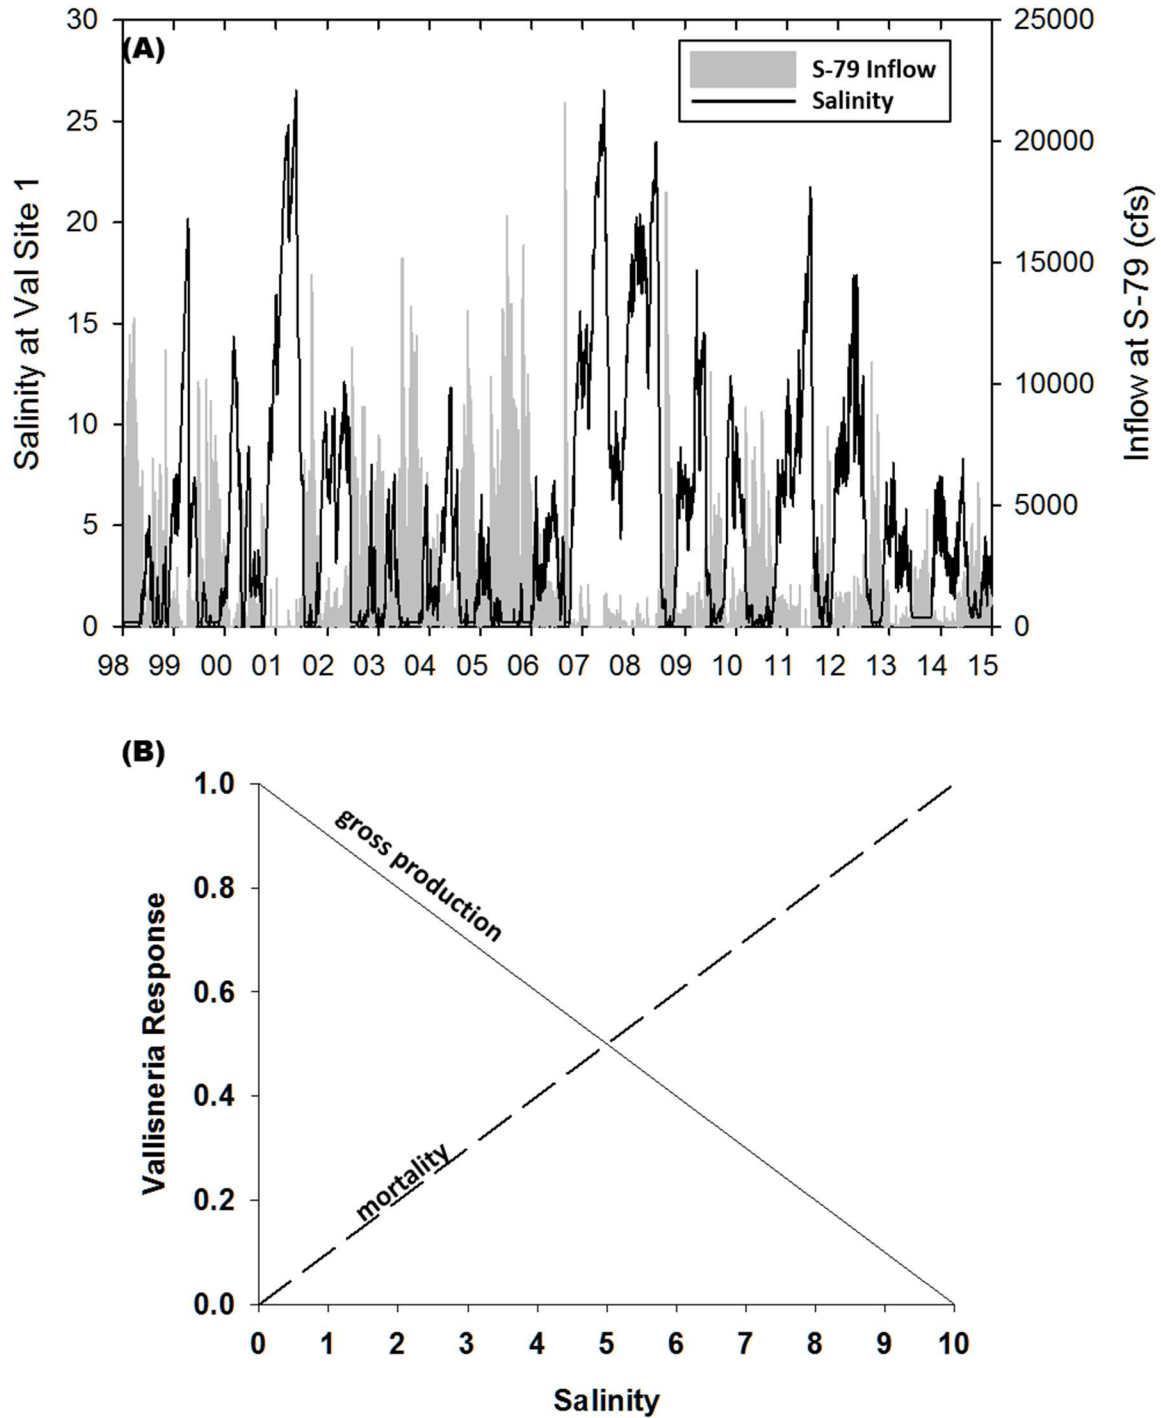 (A)
30
25
20
15
10
5
0
Salinity at Val Site 1
S-79 Inflow
Salinity
25000
20000
15000
10000
5000
0
Inflow at S-79 (cfs)
98 99 00 01 02 03 04 05 06 07 08 09 10 11 12 13 14 15
(B)
1.0
0.8
0.6
0.4
0.2
0.0
Vallisneria Response
gross production
mortality
0 1 2 3 4 5 6 7 8 9 10
Salinity